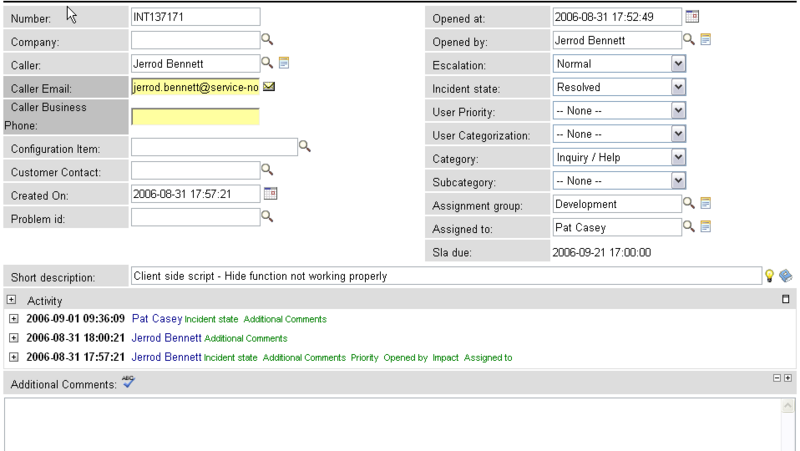 Number: INT137171
Company:
Caller: Jerrod Bennett
Caller Email: jerrod.bennett@service-no
Caller Business
Phone:
Configuration Item:
Customer Contact:
Created On: 2006-08-31 17:57:21
Problem id:
Opened at: 2006-08-31 17:52:49
Opened by: Jerrod Bennett
Escalation: Normal
Incident state: Resolved
User Priority: -- None --
User Categorization: -- None --
Category: Inquiry / Help
Subcategory: -- None --
Assignment group: Development
Assigned to: Pat Casey
Sla due: 2006-09-21 17:00:00
Short description: Client side script - Hide function not working properly
Activity
2006-09-01 09:36:09 Pat Casey Incident state Additional Comments
2006-08-31 18:00:21 Jerrod Bennett Additional Comments
2006-08-31 17:57:21 Jerrod Bennett Incident state Additional Comments Priority Opened by Impact Assigned to
Additional Comments: ABC